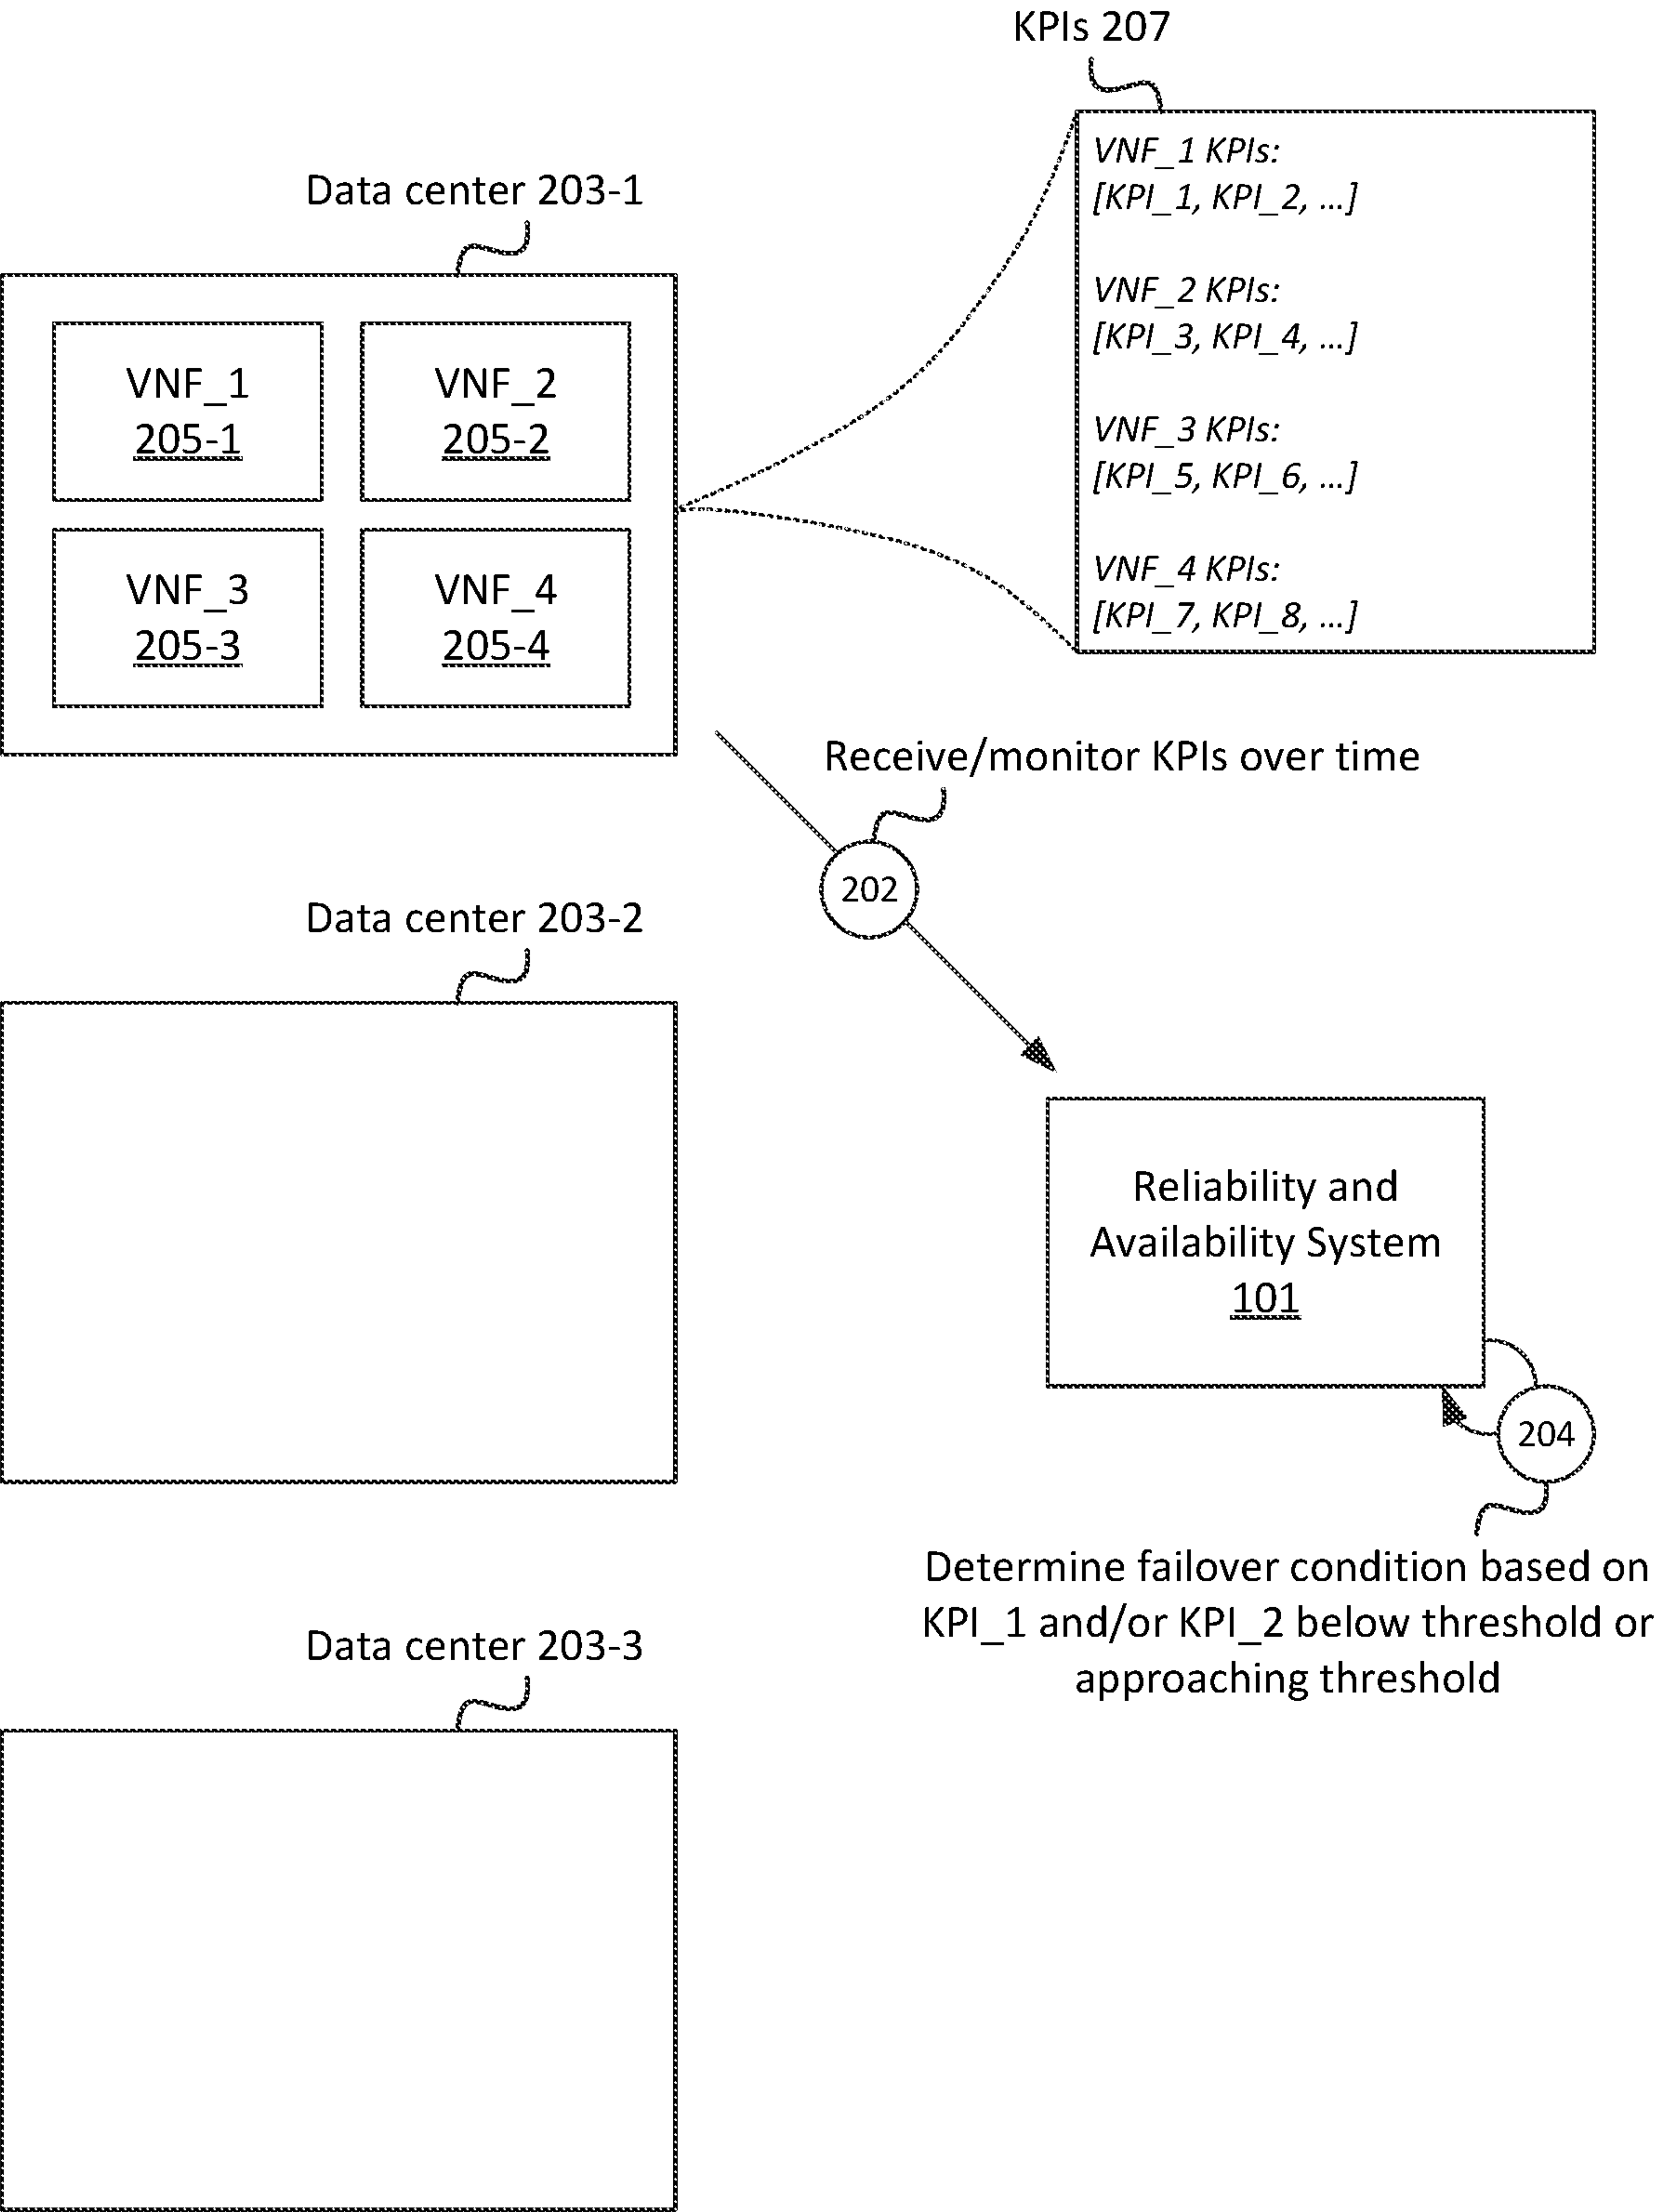 KPIs 207
VNF_1 KPIs:
[KPI_1, KPI_2, ...]
VNF_2 KPIs:
[KPI_3, KPI_4, ...]
VNF_3 KPIs:
[KPI_5, KPI_6, ...]
VNF_4 KPIs:
[KPI_7, KPI_8, ...]
Data center 203-1
VNF_1
205-1
VNF_2
205-2
VNF_3
205-3
VNF_4
205-4
Receive/monitor KPIs over time
202
Data center 203-2
Reliability and
Availability System
101
204
Determine failover condition based on
KPI_1 and/or KPI_2 below threshold or
approaching threshold
Data center 203-3